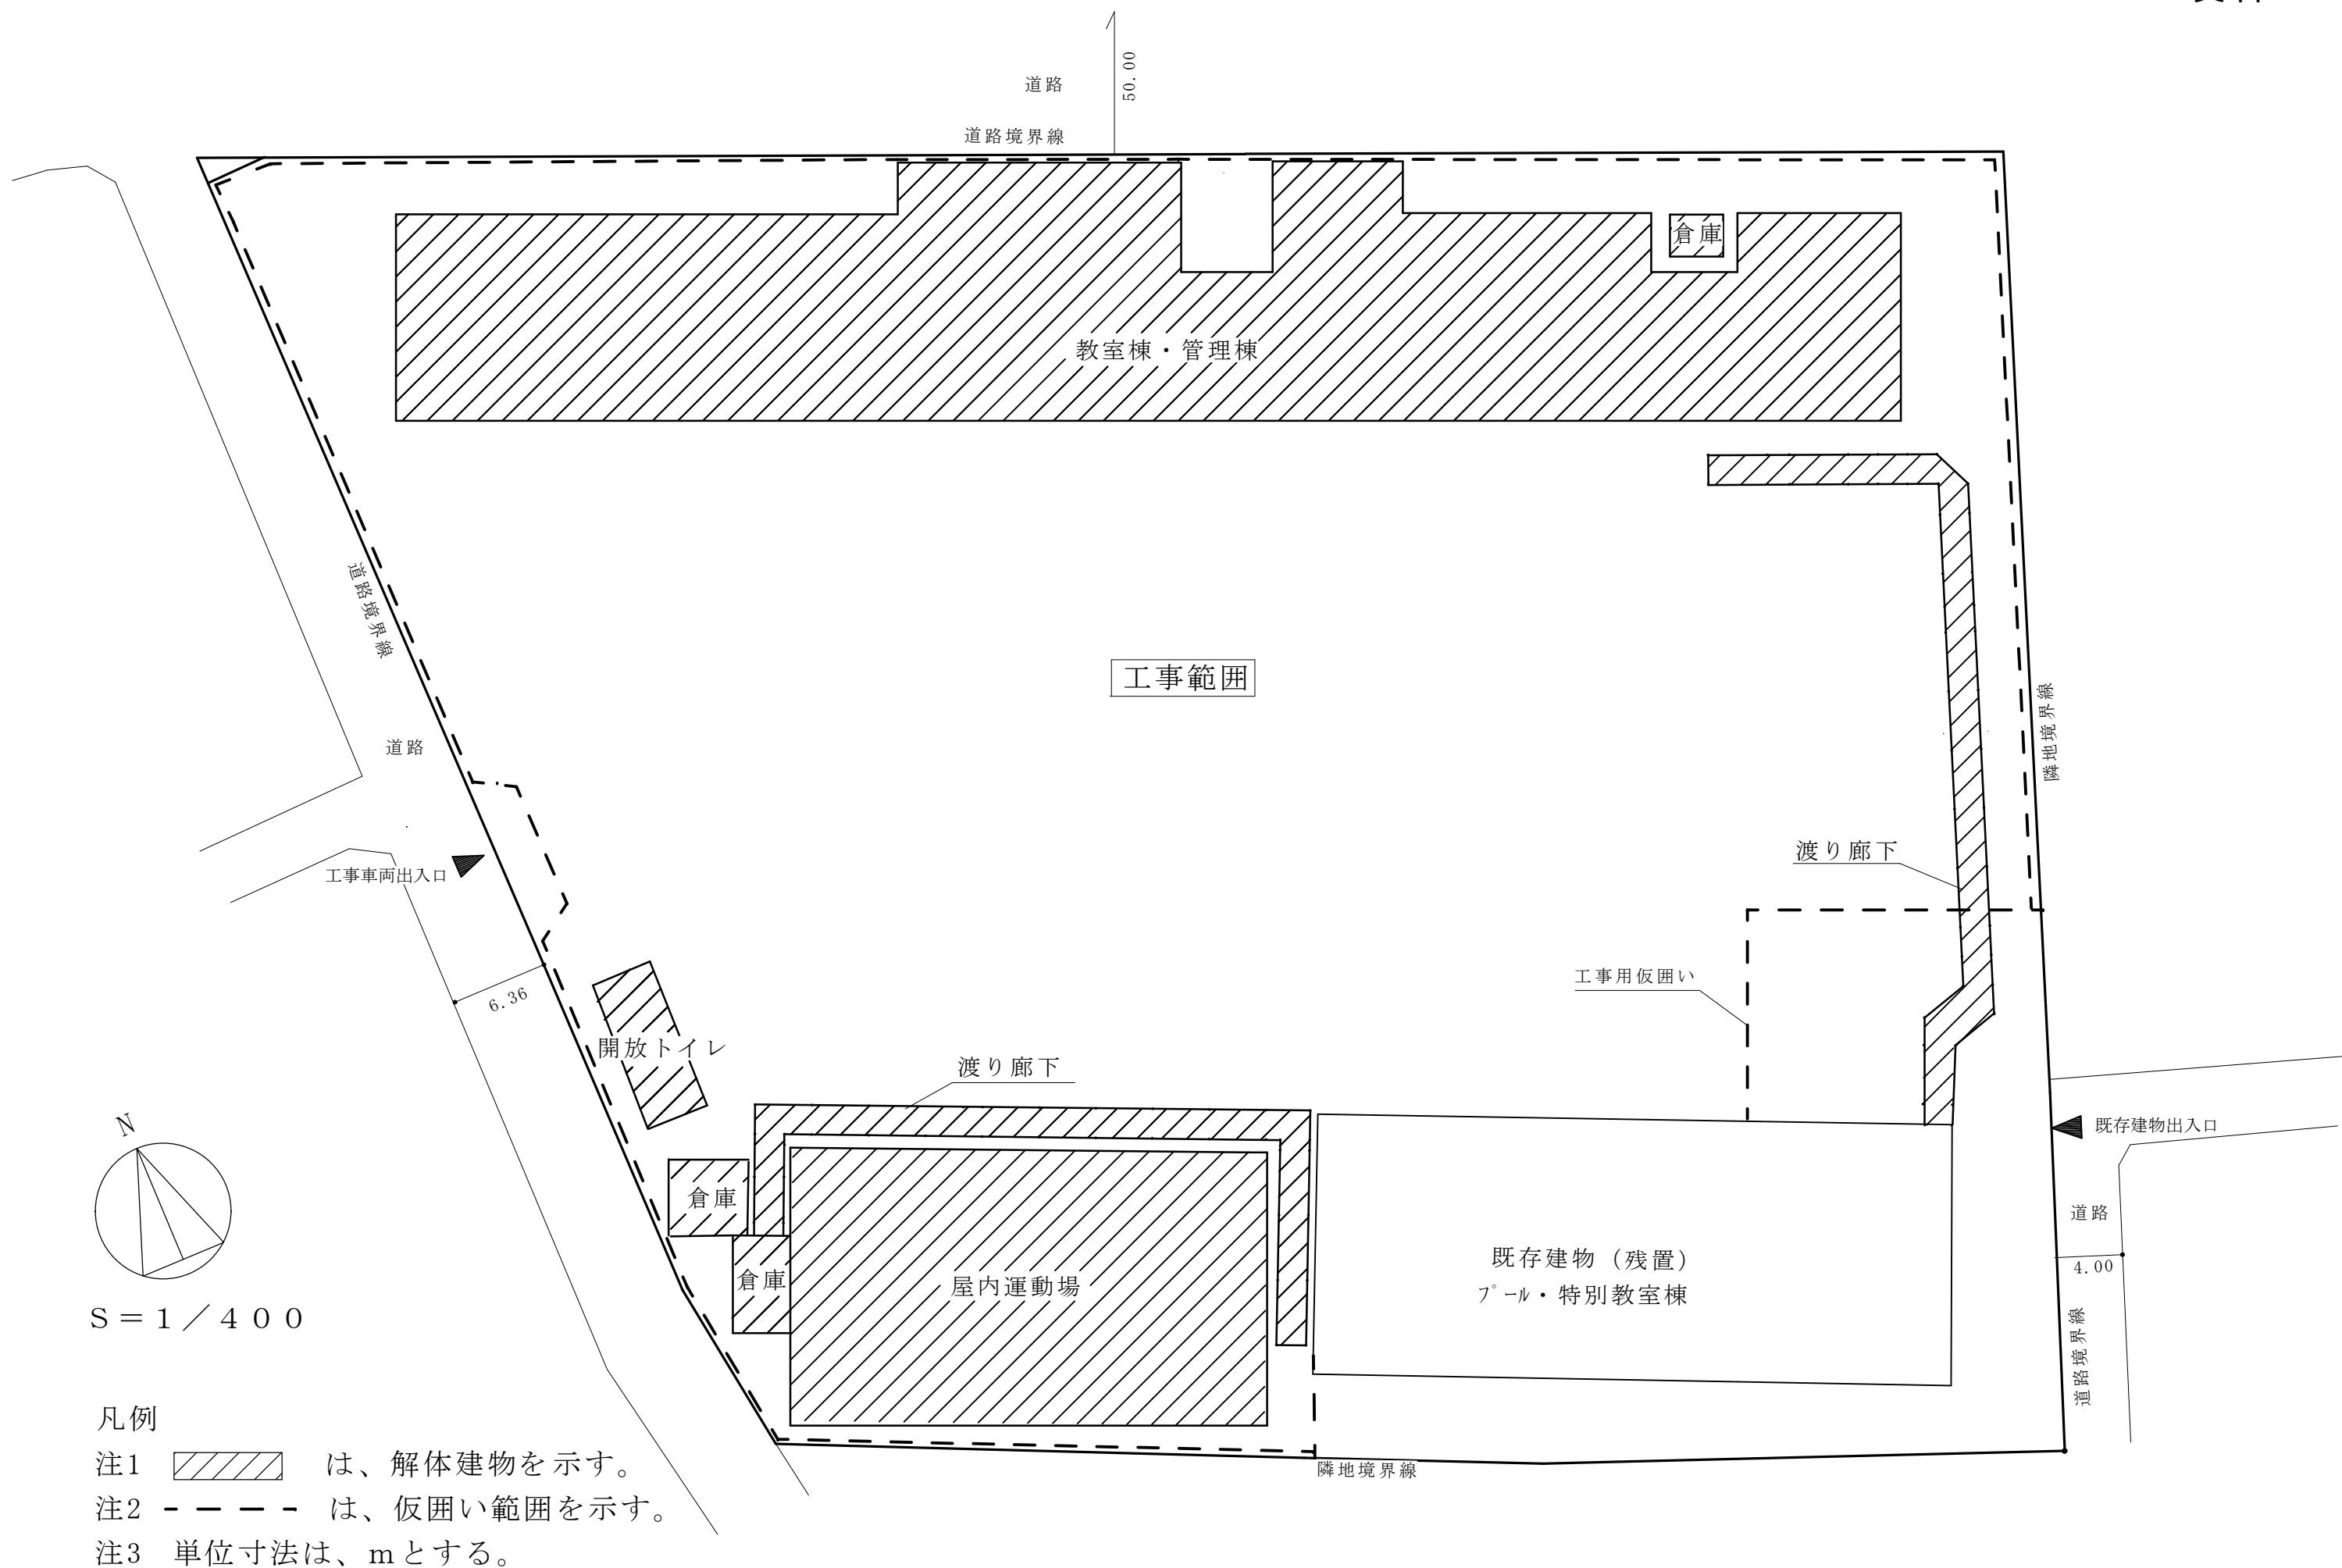 道路
50.00
道路境界線
倉庫
教室棟・管理棟
道路境界線
工事範囲
隣地境界線
道路
渡り廊下
工事車両出入口
工事用仮囲い
6.36
開放トイレ
渡り廊下
既存建物出入口
N
倉庫
道路
既存建物（残置）
ﾌﾟｰﾙ・特別教室棟
4.00
倉庫
屋内運動場
S＝1／400
道路境界線
隣地境界線
凡例
注1 は、解体建物を示す。
注2 は、仮囲い範囲を示す。
注3 単位寸法は、mとする。